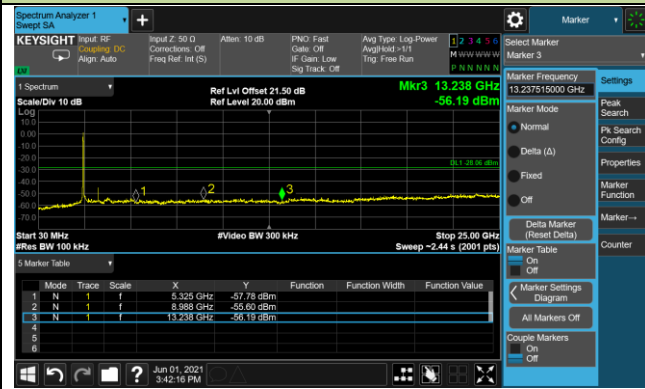 Spectrum Analyzer 1
Swept SA
Marker
KEYSIGHT
Input: RF
Coupling: DC
Align: Auto
Input Z: 50 Ω
Corrections: Off
Freq Ref: Int (S)
Atten: 10 dB
PNO: Fast
Gate: Off
IF Gain: Low
Sig Track: Off
Avg Type: Log-Power
Avg|Hold:>1/1
Trig: Free Run
1 2 3 4 5 6
M W W W W W
P N N N N N
Select Marker
Marker 3
1 Spectrum
Scale/Div 10 dB
Ref Lvl Offset 21.50 dB
Ref Level 20.00 dBm
Mkr3 13.238 GHz
-56.19 dBm
Log
10.0
0.00
-10.0
-20.0
-30.0
-40.0
-50.0
-60.0
-70.0
DL1 -28.06 dBm
1
2
3
Start 30 MHz
#Res BW 100 kHz
#Video BW 300 kHz
Stop 25.00 GHz
Sweep ~2.44 s (2001 pts)
5 Marker Table
Mode Trace Scale X Y Function Function Width Function Value
1 N 1 f 5.325 GHz -57.78 dBm
2 N 1 f 8.988 GHz -55.60 dBm
3 N 1 f 13.238 GHz -56.19 dBm
4
5
6
Marker Frequency
13.237515000 GHz
Marker Mode
Normal
Delta (Δ)
Fixed
Off
Delta Marker
(Reset Delta)
Marker Table
On
Off
Marker Settings
Diagram
All Markers Off
Couple Markers
On
Off
Settings
Peak
Search
Pk Search
Config
Properties
Marker
Function
Marker→
Counter
?
Jun 01, 2021
3:42:16 PM